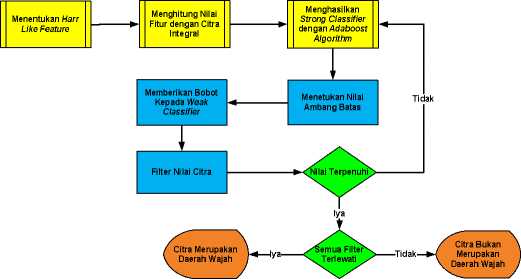 Menentukan Harr
Like Feature
Menghitung Nilai
Fitur dengan Citra
Integral
Menghasilkan
Strong Classifier
dengan Adaboost
Algorithm
Memberikan Bobot
Kepada Weak
Classifier
Menetukan Nilai
Ambang Batas
Tidak
Filter Nilai Citra
Nilai Terpenuhi
Iya
Citra Merupakan
Daerah Wajah
Iya
Semua Filter
Terlewati
Tidak
Citra Bukan
Merupakan
Daerah Wajah